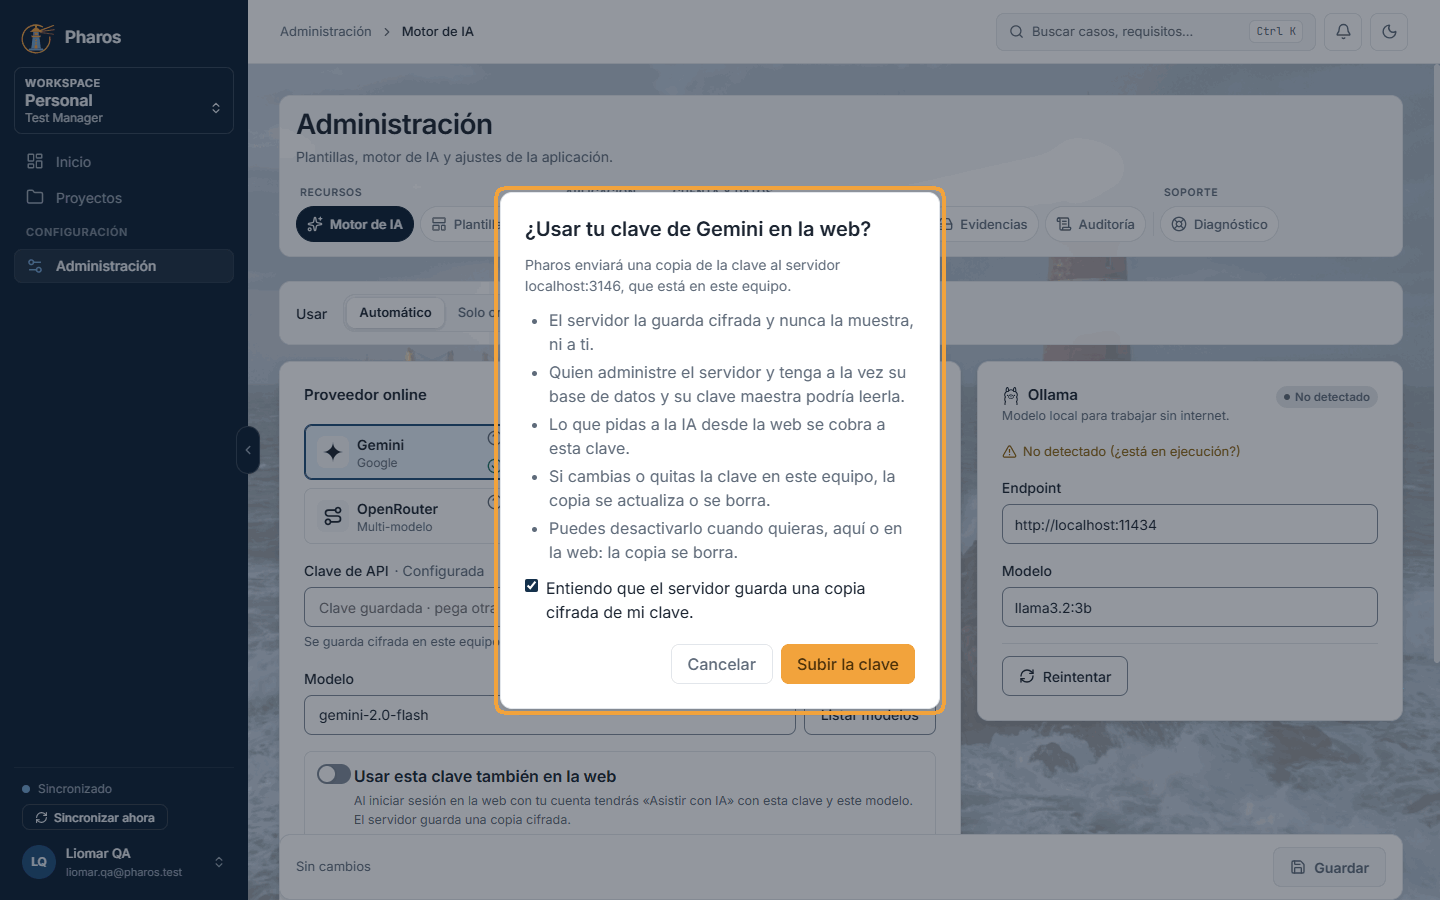 Pharos
WORKSPACE
Personal
Test Manager
Inicio
Proyectos
CONFIGURACIÓN
Administración
Sincronizado
Sincronizar ahora
LQ
Liomar QA
liomar.qa@pharos.test
Administración
Motor de IA
Buscar casos, requisitos...
Ctrl K
Administración
Plantillas, motor de IA y ajustes de la aplicación.
RECURSOS
SOPORTE
Motor de IA
Evidencias
Auditoría
Diagnóstico
Usar
Automático
Solo
¿Usar tu clave de Gemini en la web?
Pharos enviará una copia de la clave al servidor
localhost:3146, que está en este equipo.
• El servidor la guarda cifrada y nunca la muestra,
ni a ti.
• Quien administre el servidor y tenga a la vez su
base de datos y su clave maestra podría leerla.
• Lo que pidas a la IA desde la web se cobra a
esta clave.
• Si cambias o quitas la clave en este equipo, la
copia se actualiza o se borra.
• Puedes desactivarlo cuando quieras, aquí o en
la web: la copia se borra.
Entiendo que el servidor guarda una copia
cifrada de mi clave.
Cancelar
Subir la clave
Proveedor online
Gemini
Google
OpenRouter
Multi-modelo
Clave de API · Configurada
Clave guardada · pega otra
Se guarda cifrada en este equipo
Modelo
gemini-2.0-flash
Listar modelos
Usar esta clave también en la web
Al iniciar sesión en la web con tu cuenta tendrás «Asistir con IA» con esta clave y este modelo.
El servidor guarda una copia cifrada.
Ollama
No detectado
Modelo local para trabajar sin internet.
No detectado (¿está en ejecución?)
Endpoint
http://localhost:11434
Modelo
llama3.2:3b
Reintentar
Sin cambios
Guardar